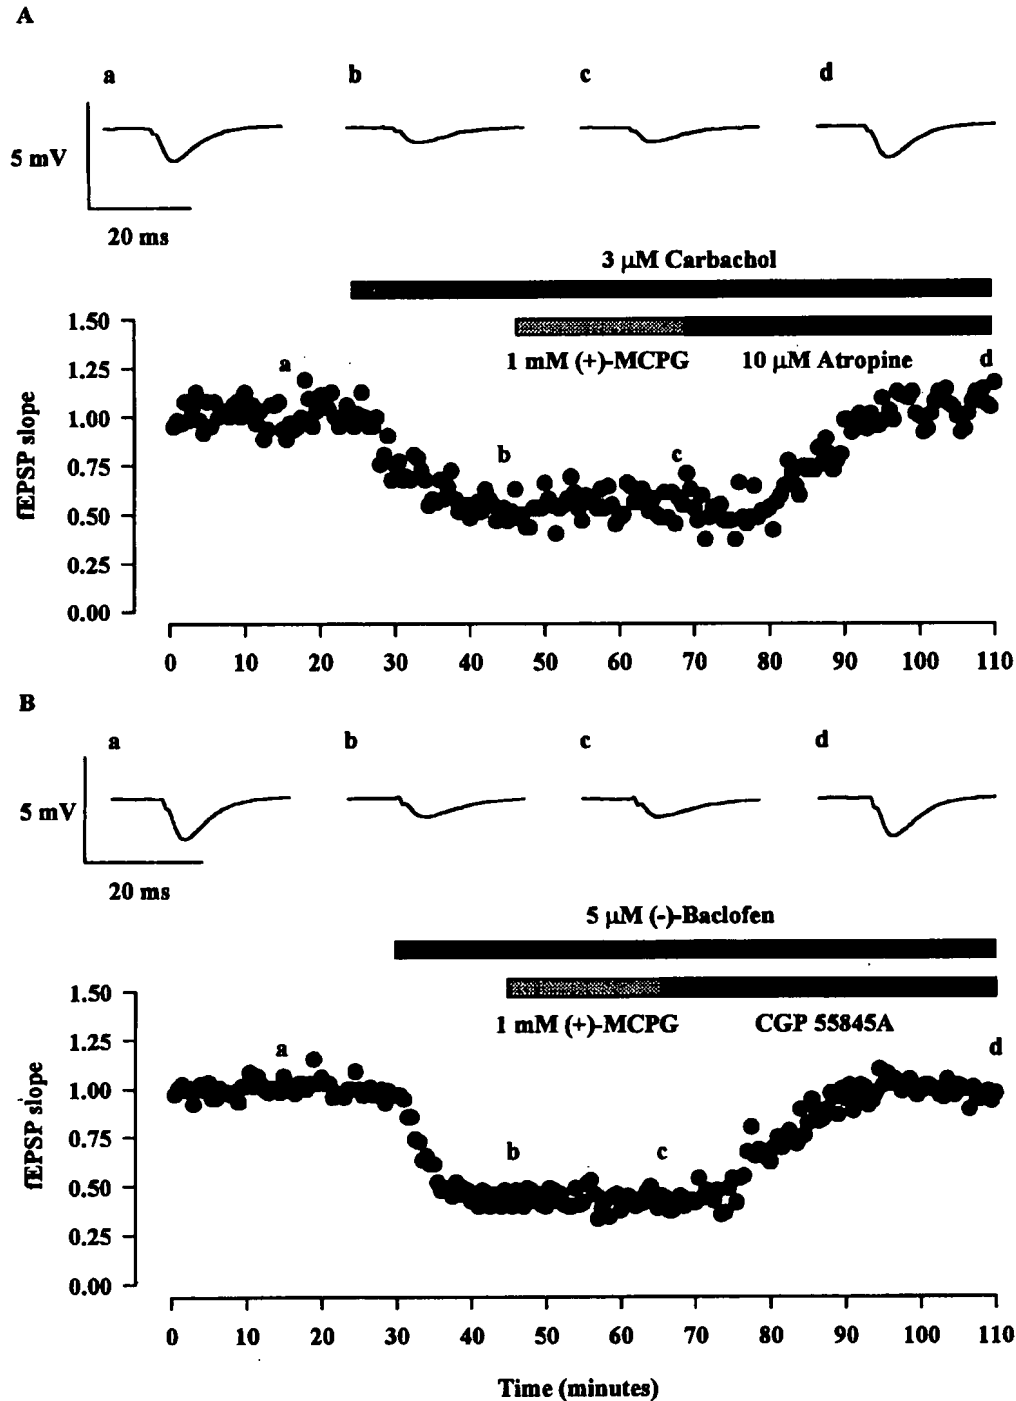 A
a b c d
5 mV
20 ms
3 μM Carbachol
1 mM (+)-MCPG 10 μM Atropine
1.50
1.25
1.00
0.75
0.50
0.25
0.00
fEPSP slope
a b c d
0 10 20 30 40 50 60 70 80 90 100 110
B
a b c d
5 mV
20 ms
5 μM (-)-Baclofen
1 mM (+)-MCPG CGP 55845A
1.50
1.25
1.00
0.75
0.50
0.25
0.00
fEPSP slope
a b c d
0 10 20 30 40 50 60 70 80 90 100 110
Time (minutes)